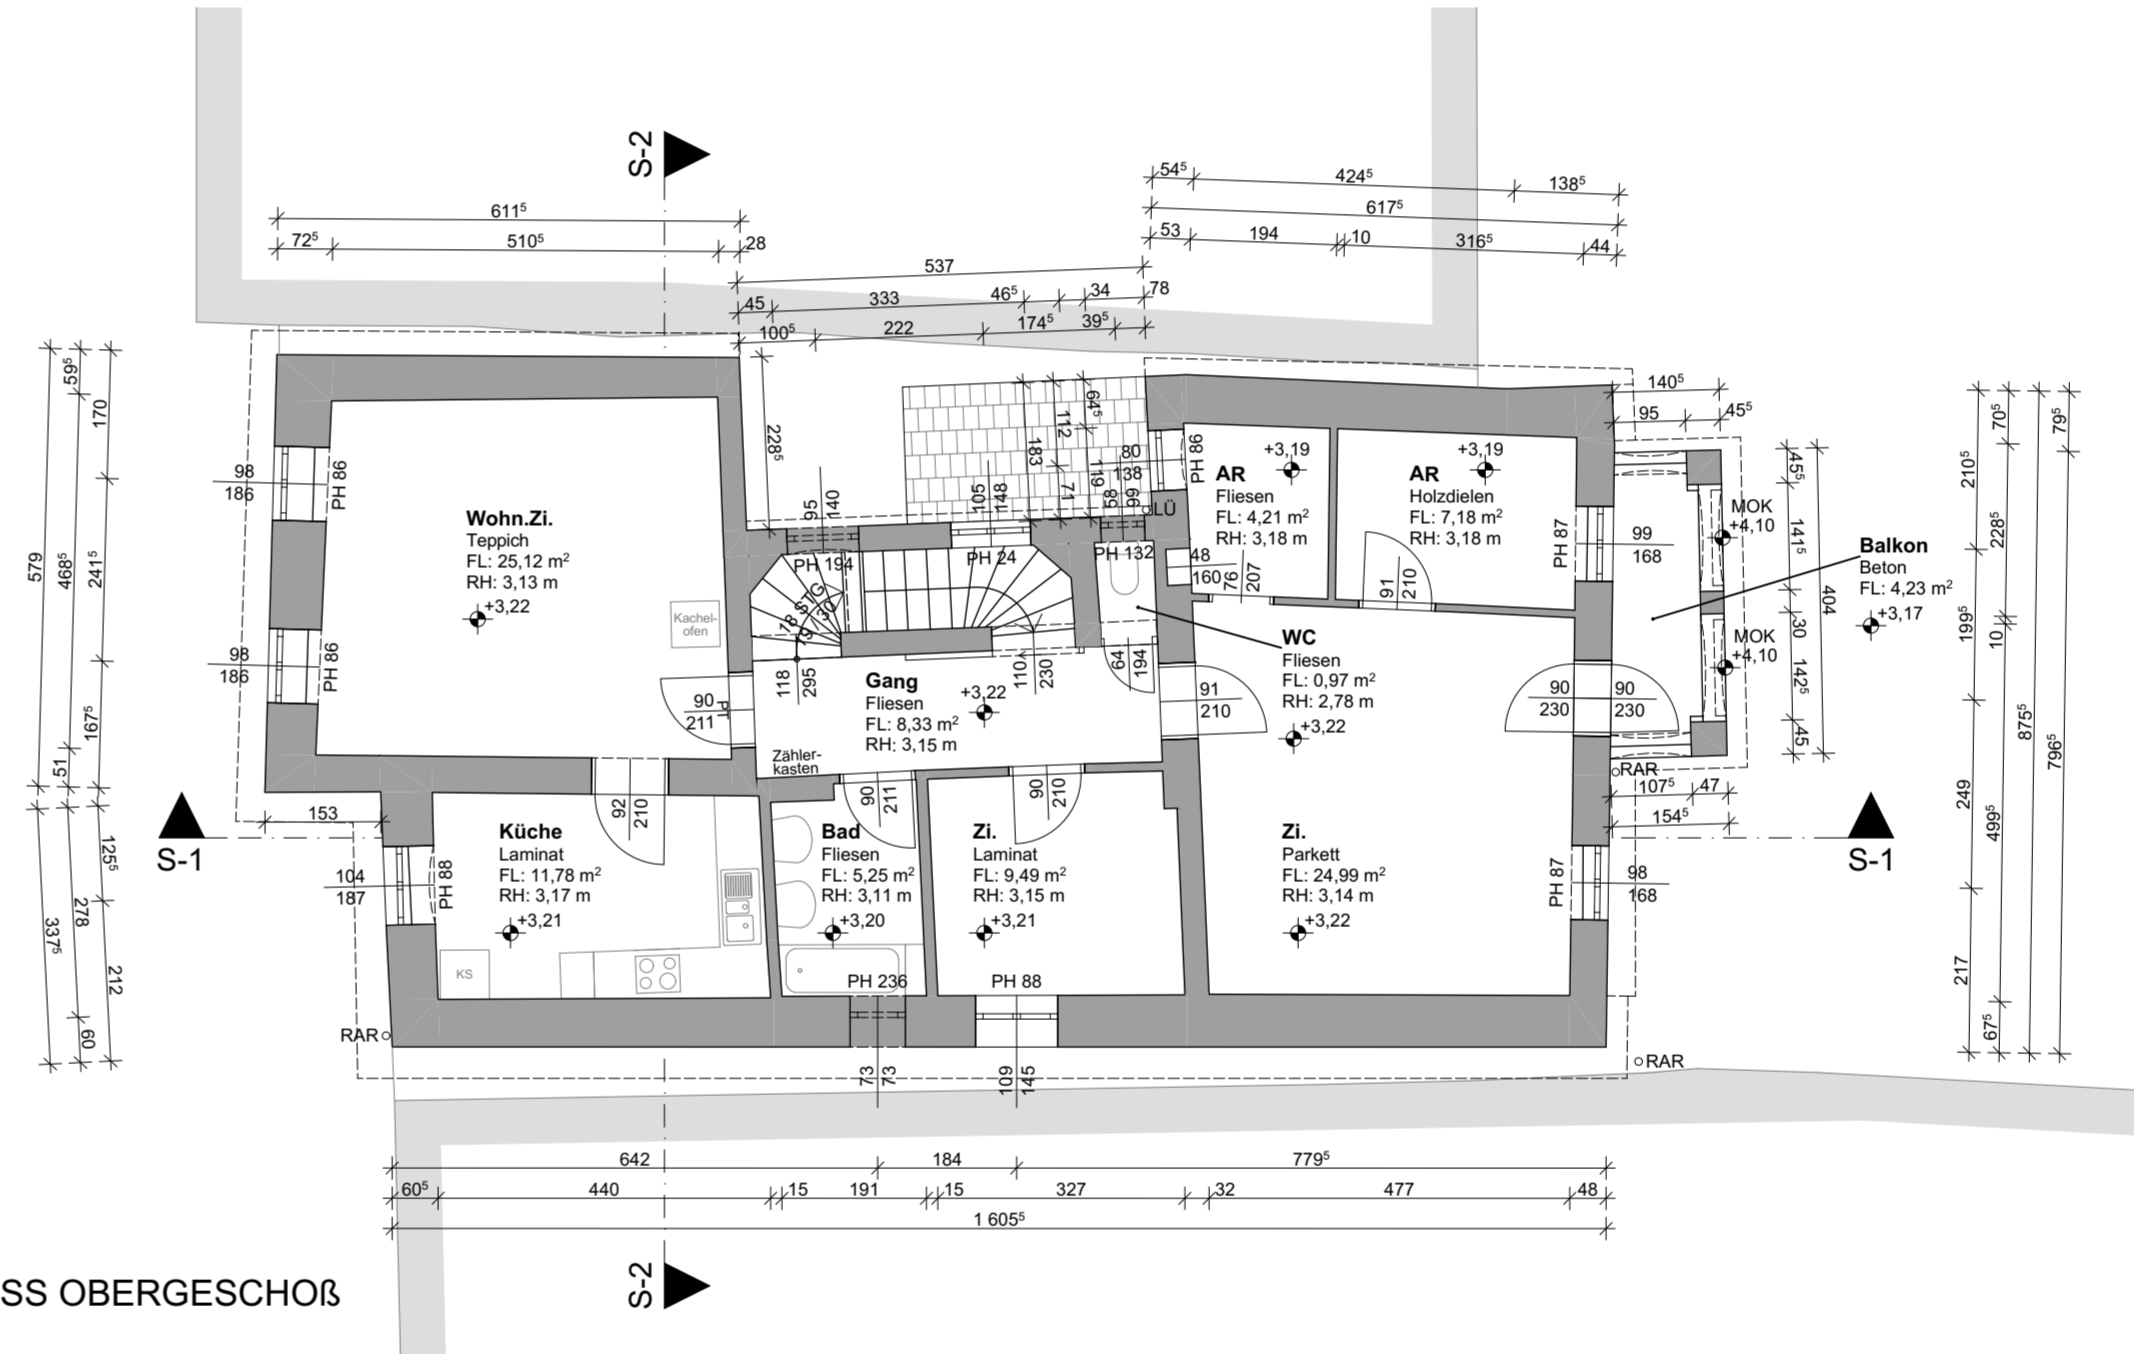 S-2
54⁵
424⁵
138⁵
617⁵
53
194
10
316⁵
44
611⁵
72⁵
510⁵
28
537
45
333
46⁵
34
78
100⁵
222
174⁵
39⁵
579
59⁵
468⁵
51
170
241⁵
167⁵
337⁵
278
60
125⁵
212
228⁵
183
112
71
64⁵
119
140⁵
95
45⁵
98
186
PH 86
98
186
PH 86
Wohn.Zi.
Teppich
FL: 25,12 m²
RH: 3,13 m
+3,22
Kachel-
ofen
95
140
PH 194
105
148
PH 24
58
66
PH 132
LÜ
80
138
PH 86
18 STG
19 / 30
118
295
110
230
64
194
48
160
76
207
AR
Fliesen
FL: 4,21 m²
RH: 3,18 m
+3,19
AR
Holzdielen
FL: 7,18 m²
RH: 3,18 m
+3,19
91
210
PH 87
99
168
MOK
+4,10
MOK
+4,10
45⁵
141⁵
30
142⁵
45
404
Balkon
Beton
FL: 4,23 m²
+3,17
210⁵
199⁵
249
217
70⁵
228⁵
10
499⁵
67⁵
875⁵
79⁵
796⁵
WC
Fliesen
FL: 0,97 m²
RH: 2,78 m
+3,22
Gang
Fliesen
FL: 8,33 m²
RH: 3,15 m
+3,22
Zähler-
kasten
90
211
PT
91
210
90
230
90
230
RAR
107⁵
47
154⁵
S-1
153
S-1
92
210
Küche
Laminat
FL: 11,78 m²
RH: 3,17 m
+3,21
104
187
PH 88
KS
90
211
Bad
Fliesen
FL: 5,25 m²
RH: 3,11 m
+3,20
PH 236
90
210
Zi.
Laminat
FL: 9,49 m²
RH: 3,15 m
+3,21
PH 88
Zi.
Parkett
FL: 24,99 m²
RH: 3,14 m
+3,22
PH 87
98
168
RAR
RAR
73
73
109
145
642
184
779⁵
60⁵
440
15
191
15
327
32
477
48
1 605⁵
S-2
SS OBERGESCHOß